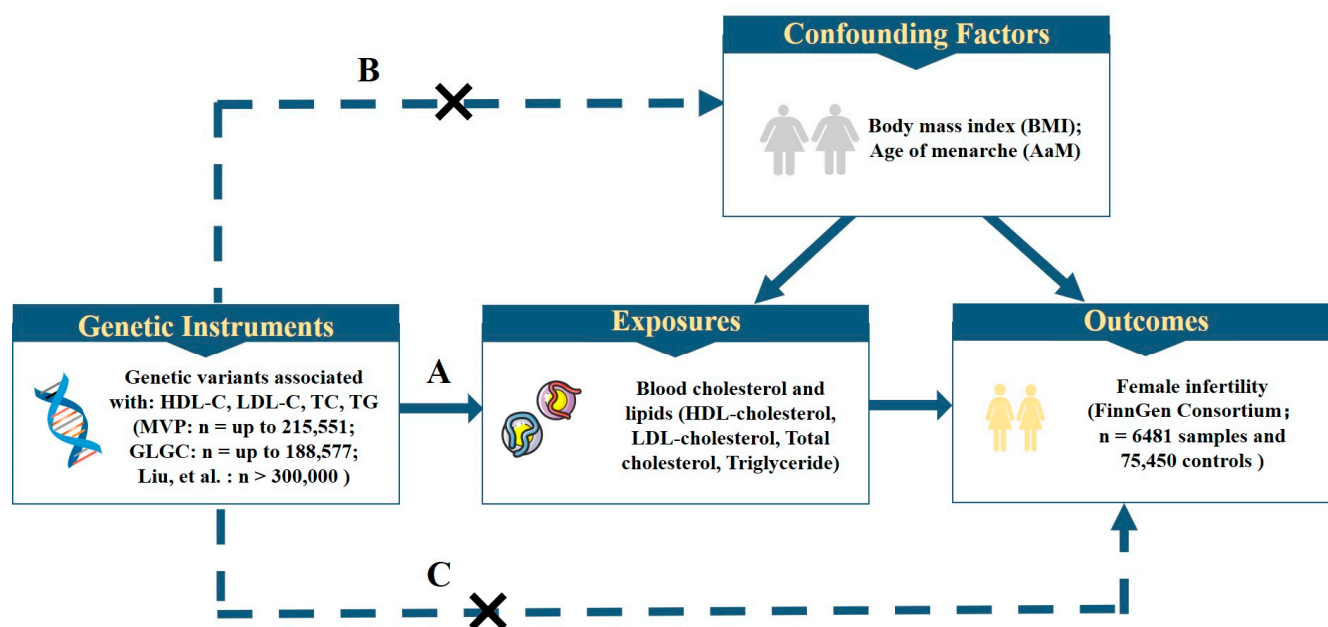 Confounding Factors
B
Body mass index (BMI);
Age of menarche (AaM)
Genetic Instruments
Genetic variants associated
with: HDL-C, LDL-C, TC, TG
(MVP: n = up to 215,551;
GLGC: n = up to 188,577;
Liu, et al. : n > 300,000 )
A
Exposures
Blood cholesterol and
lipids (HDL-cholesterol,
LDL-cholesterol, Total
cholesterol, Triglyceride)
Outcomes
Female infertility
(FinnGen Consortium;
n = 6481 samples and
75,450 controls )
C